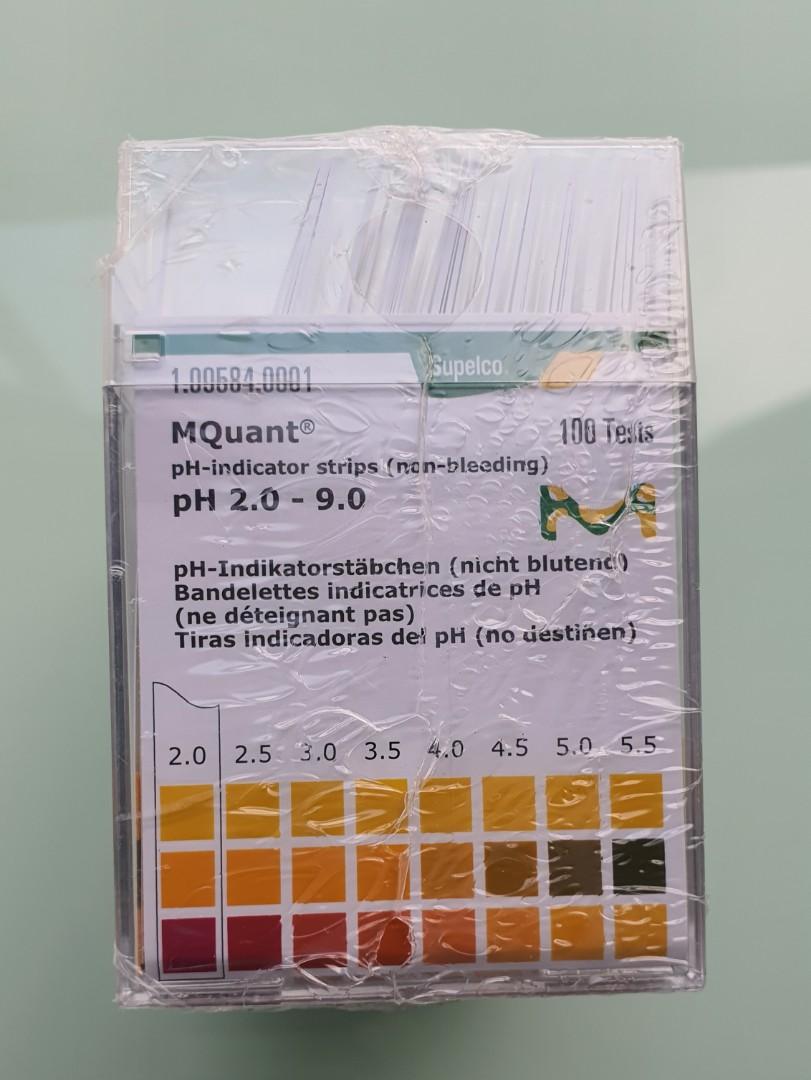 1.00584.0001
Supelco
MQuant®
100 Tests
pH-indicator strips (non-bleeding)
pH 2.0 - 9.0
pH-Indikatorstäbchen (nicht blutend)
Bandelettes indicatrices de pH
(ne déteignant pas)
Tiras indicadoras del pH (no destiñen)
2.0 2.5 3.0 3.5 4.0 4.5 5.0 5.5